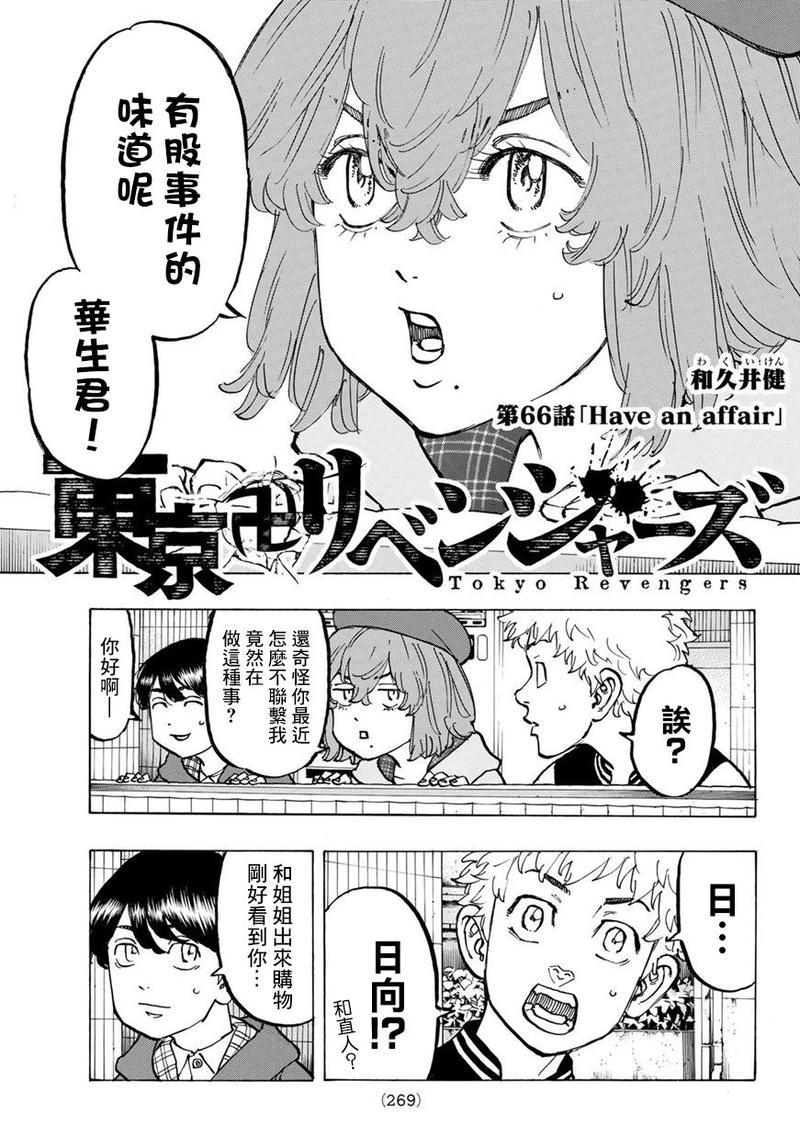 有股事件的
味道呢
華生君！
わくいけん
和久井健
第66話「Have an affair」
東京卍リベンジャーズ
Tokyo Revengers
誒？
還奇怪你最近
怎麼不聯繫我
竟然在
做這種事？
你好啊—
日…
日向!?
和直人？
和姐姐出來購物
剛好看到你…
(269)